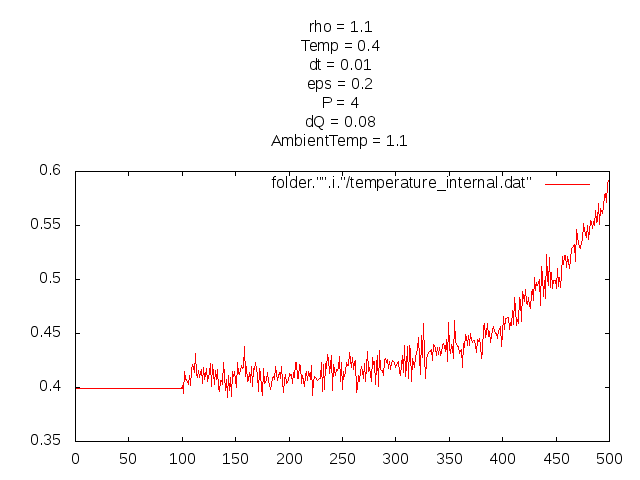 rho = 1.1
Temp = 0.4
dt = 0.01
eps = 0.2
P = 4
dQ = 0.08
AmbientTemp = 1.1
folder."".i."/temperature_internal.dat"
0.6
0.55
0.5
0.45
0.4
0.35
0 50 100 150 200 250 300 350 400 450 500